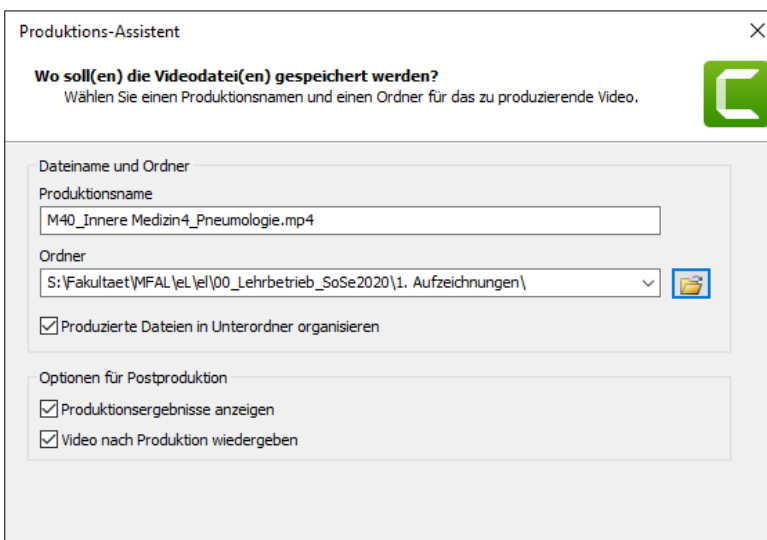 Produktions-Assistent
Wo soll(en) die Videodatei(en) gespeichert werden?
Wählen Sie einen Produktionsnamen und einen Ordner für das zu produzierende Video.
Dateiname und Ordner
Produktionsname
M40_Innere Medizin4_Pneumologie.mp4
Ordner
S:\Fakultaet\MFAL\eL\el\00_Lehrbetrieb_SoSe2020\1. Aufzeichnungen\
Produzierte Dateien in Unterordner organisieren
Optionen für Postproduktion
Produktionsergebnisse anzeigen
Video nach Produktion wiedergeben